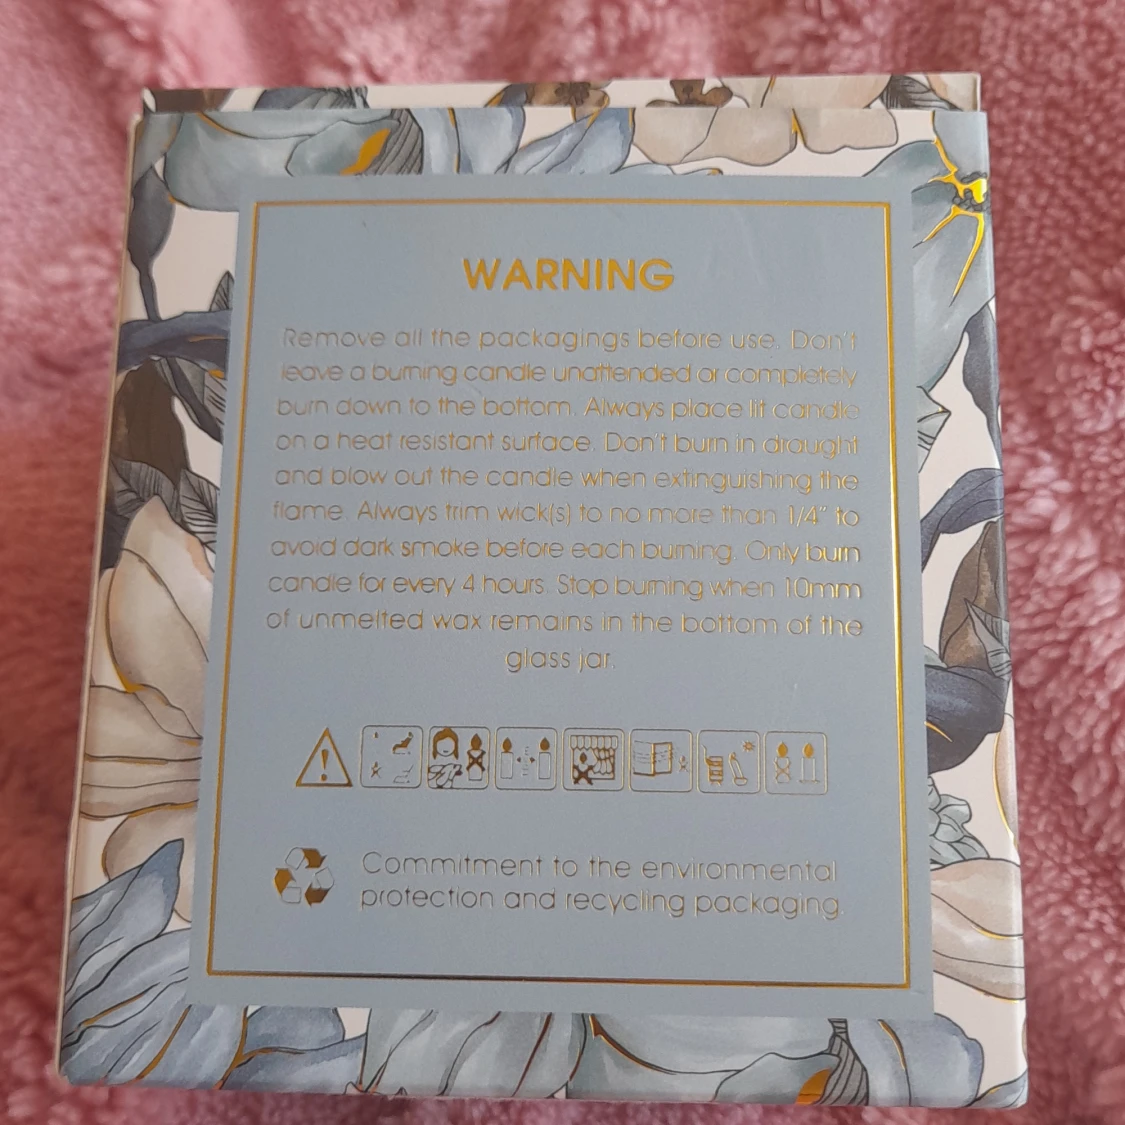 WARNING
Remove all the packagings before use. Don't
leave a burning candle unattended or completely
burn down to the bottom. Always place lit candle
on a heat resistant surface. Don't burn in draught
and blow out the candle when extinguishing the
flame. Always trim wick(s) to no more than 1/4" to
avoid dark smoke before each burning. Only burn
candle for every 4 hours. Stop burning when 10mm
of unmelted wax remains in the bottom of the
glass jar.
Commitment to the environmental
protection and recycling packaging.